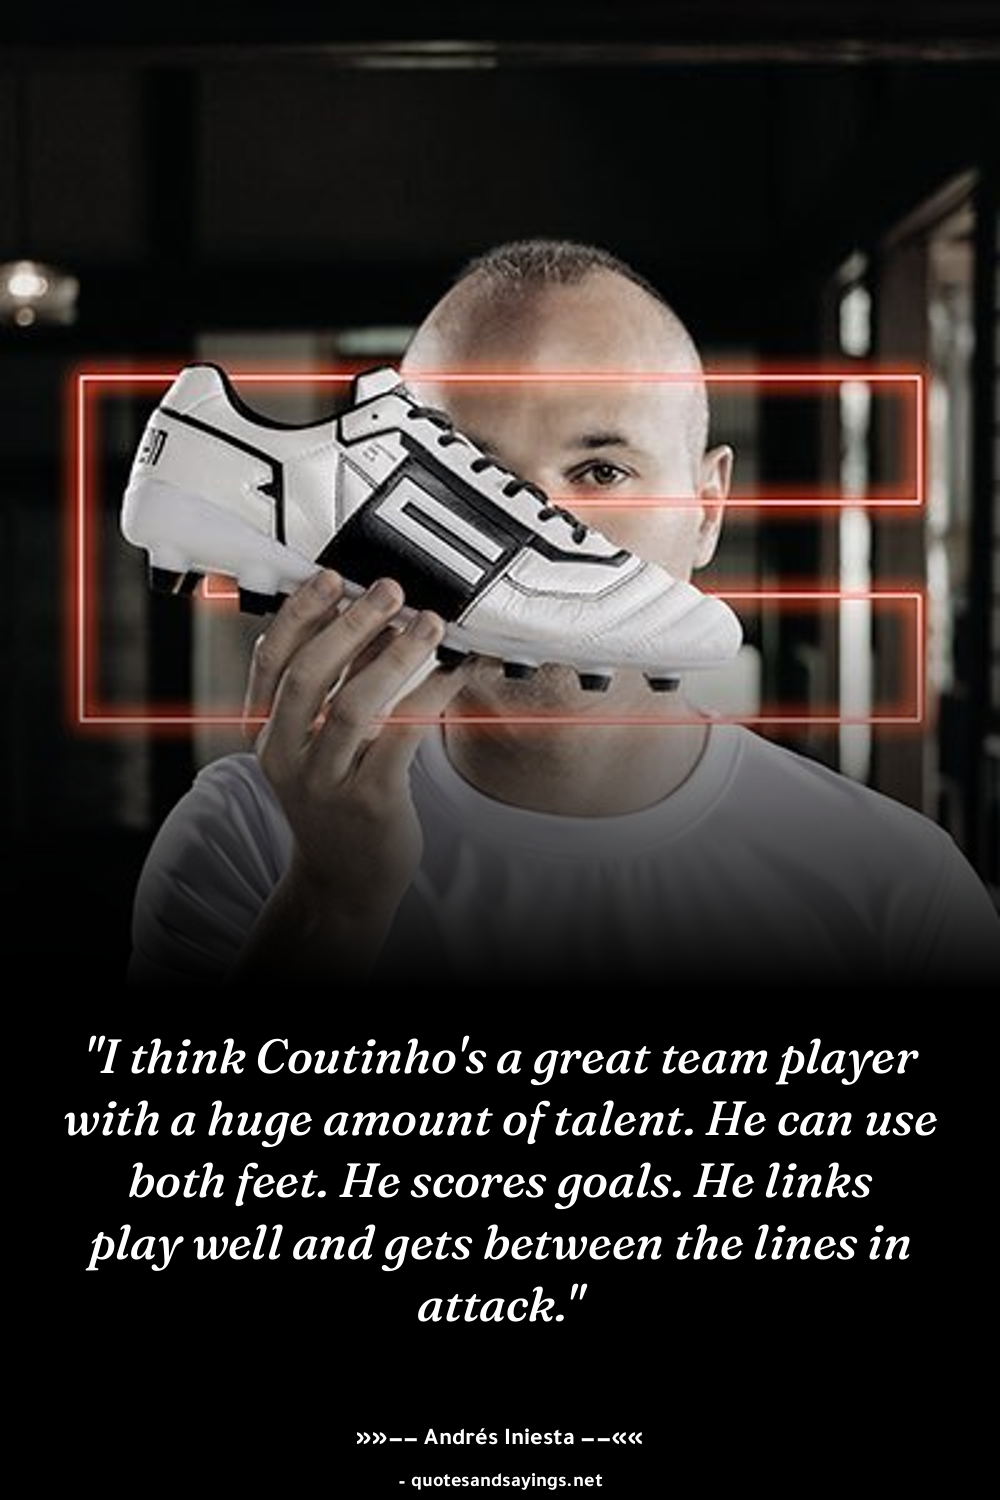 "I think Coutinho's a great team player
with a huge amount of talent. He can use
both feet. He scores goals. He links
play well and gets between the lines in
attack."
»»–– Andrés Iniesta ––««
- quotesandsayings.net